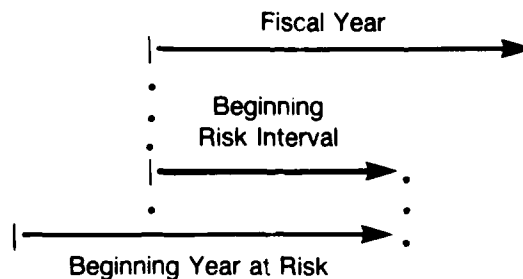 Fiscal Year
Beginning
Risk Interval
Beginning Year at Risk